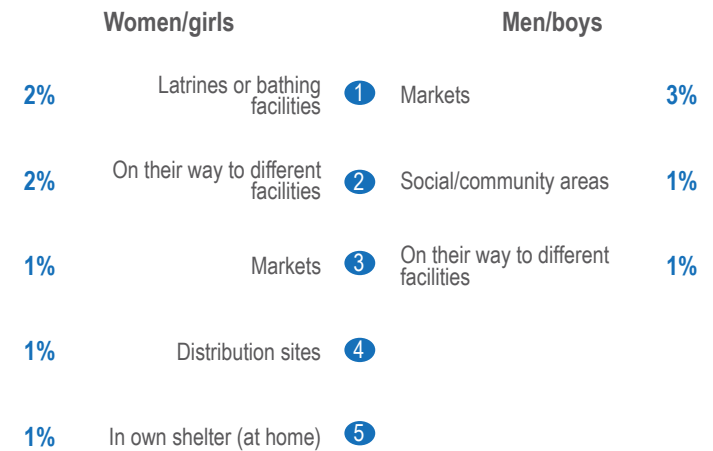 Women/girls Men/boys
2% Latrines or bathing facilities 1 Markets 3%
2% On their way to different facilities 2 Social/community areas 1%
1% Markets 3 On their way to different facilities 1%
1% Distribution sites 4
1% In own shelter (at home) 5